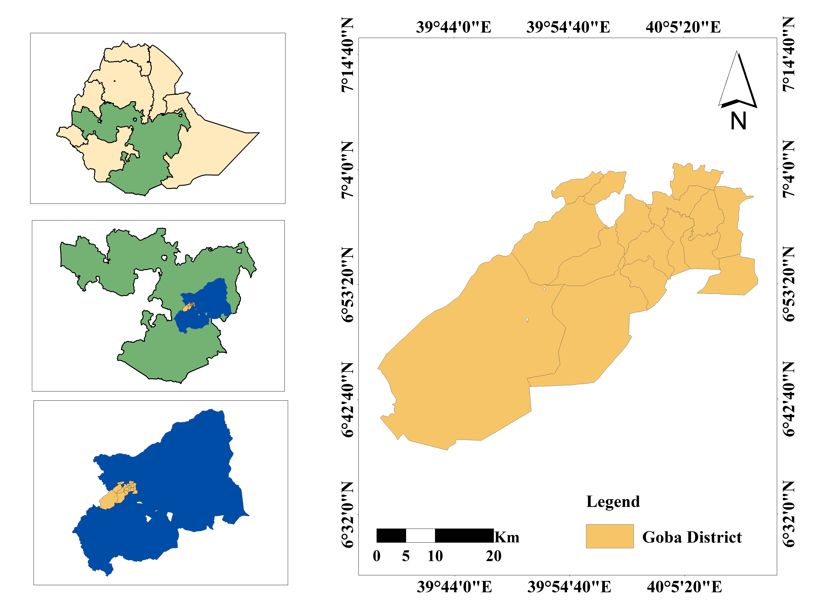 39°44'0"E 39°54'40"E 40°5'20"E
7°14'40"N 7°14'40"N
N
7°4'0"N 7°4'0"N
6°53'20"N 6°53'20"N
6°42'40"N 6°42'40"N
6°32'0"N 6°32'0"N
Legend
Goba District
Km
0 5 10 20
39°44'0"E 39°54'40"E 40°5'20"E